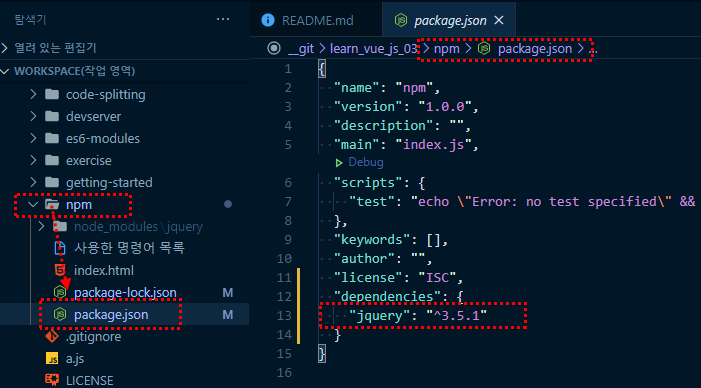 탐색기
열려 있는 편집기
WORKSPACE(작업 영역)
code-splitting
devserver
es6-modules
exercise
getting-started
npm
node_modules \ jquery
사용한 명령어 목록
index.html
package-lock.json M
package.json M
.gitignore
a.js
LICENSE
README.md
package.json
__git > learn_vue_js_03 > npm > package.json > ...
1 {
2 "name": "npm",
3 "version": "1.0.0",
4 "description": "",
5 "main": "index.js",
Debug
6 "scripts": {
7 "test": "echo \"Error: no test specified\" &&
8 },
9 "keywords": [],
10 "author": "",
11 "license": "ISC",
12 "dependencies": {
13 "jquery": "^3.5.1"
14 }
15 }
16